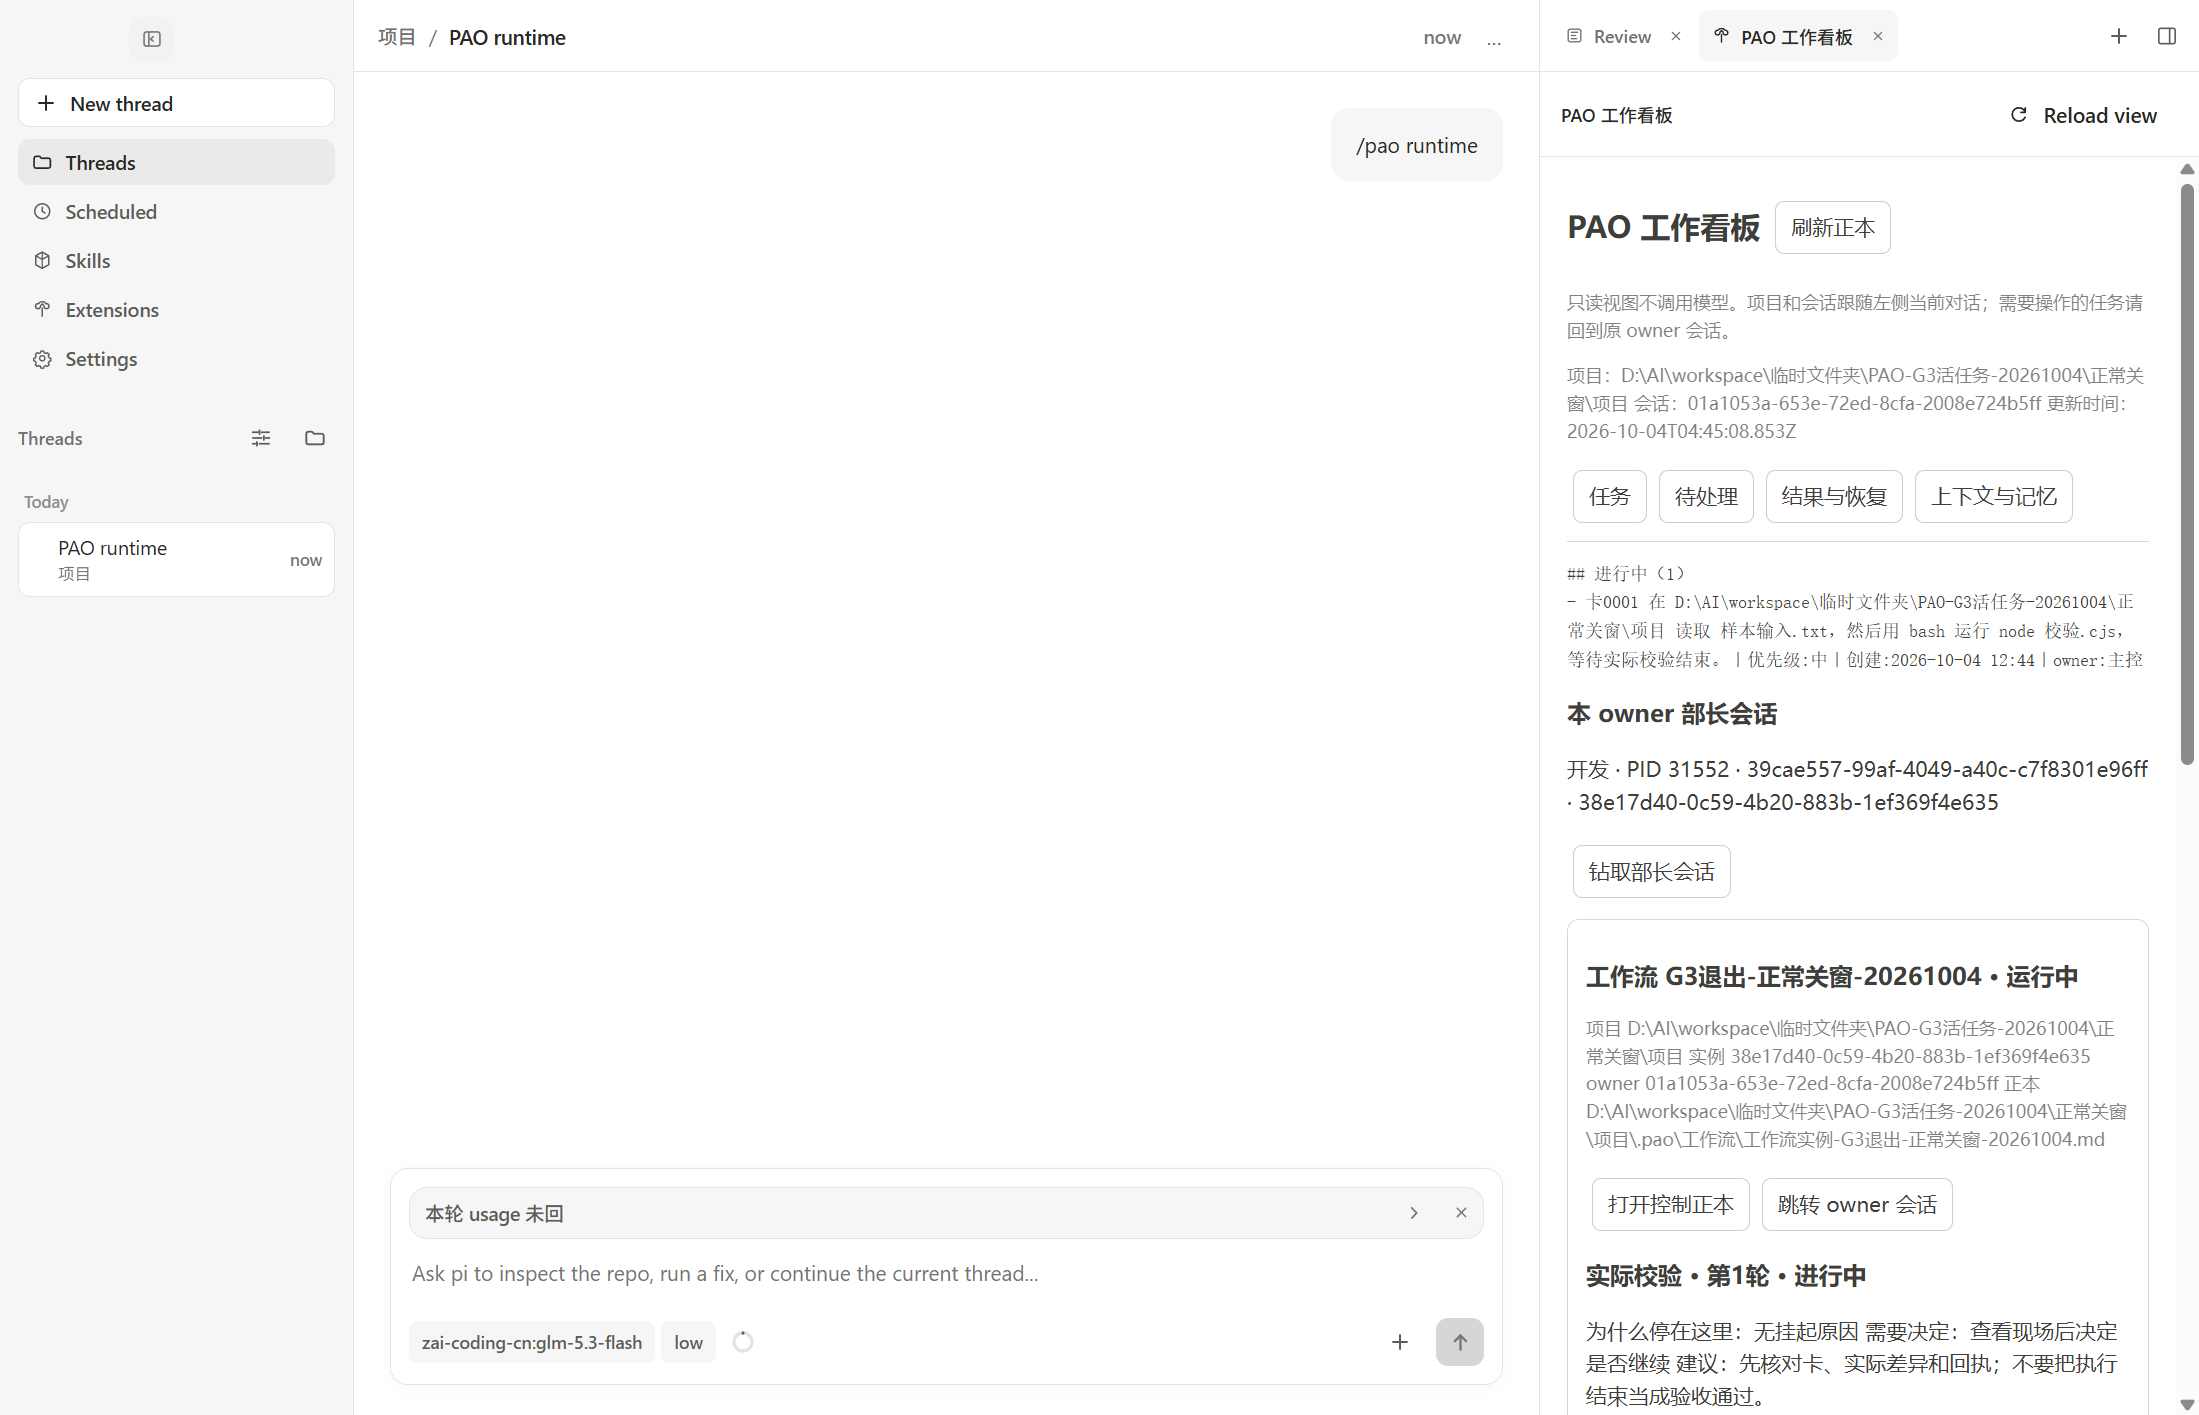 New thread
Threads
Scheduled
Skills
Extensions
Settings
Threads
Today
PAO runtime
项目
now
项目 / PAO runtime
now
...
/pao runtime
本轮 usage 未回
Ask pi to inspect the repo, run a fix, or continue the current thread...
zai-coding-cn:glm-5.3-flash
low
Review
PAO 工作看板
PAO 工作看板
Reload view
PAO 工作看板
刷新正本
只读视图不调用模型。项目和会话跟随左侧当前对话；需要操作的任务请
回到原 owner 会话。
项目：D:\AI\workspace\临时文件夹\PAO-G3活任务-20261004\正常关
窗\项目 会话：01a1053a-653e-72ed-8cfa-2008e724b5ff 更新时间：
2026-10-04T04:45:08.853Z
任务
待处理
结果与恢复
上下文与记忆
## 进行中（1）
- 卡0001 在 D:\AI\workspace\临时文件夹\PAO-G3活任务-20261004\正
常关窗\项目 读取 样本输入.txt，然后用 bash 运行 node 校验.cjs，
等待实际校验结束。｜优先级:中｜创建:2026-10-04 12:44｜owner:主控
本 owner 部长会话
开发 · PID 31552 · 39cae557-99af-4049-a40c-c7f8301e96ff
· 38e17d40-0c59-4b20-883b-1ef369f4e635
钻取部长会话
工作流 G3退出-正常关窗-20261004 · 运行中
项目 D:\AI\workspace\临时文件夹\PAO-G3活任务-20261004\正
常关窗\项目 实例 38e17d40-0c59-4b20-883b-1ef369f4e635
owner 01a1053a-653e-72ed-8cfa-2008e724b5ff 正本
D:\AI\workspace\临时文件夹\PAO-G3活任务-20261004\正常关窗
\项目\.pao\工作流\工作流实例-G3退出-正常关窗-20261004.md
打开控制正本
跳转 owner 会话
实际校验 · 第1轮 · 进行中
为什么停在这里：无挂起原因 需要决定：查看现场后决定
是否继续 建议：先核对卡、实际差异和回执；不要把执行
结束当成验收通过。